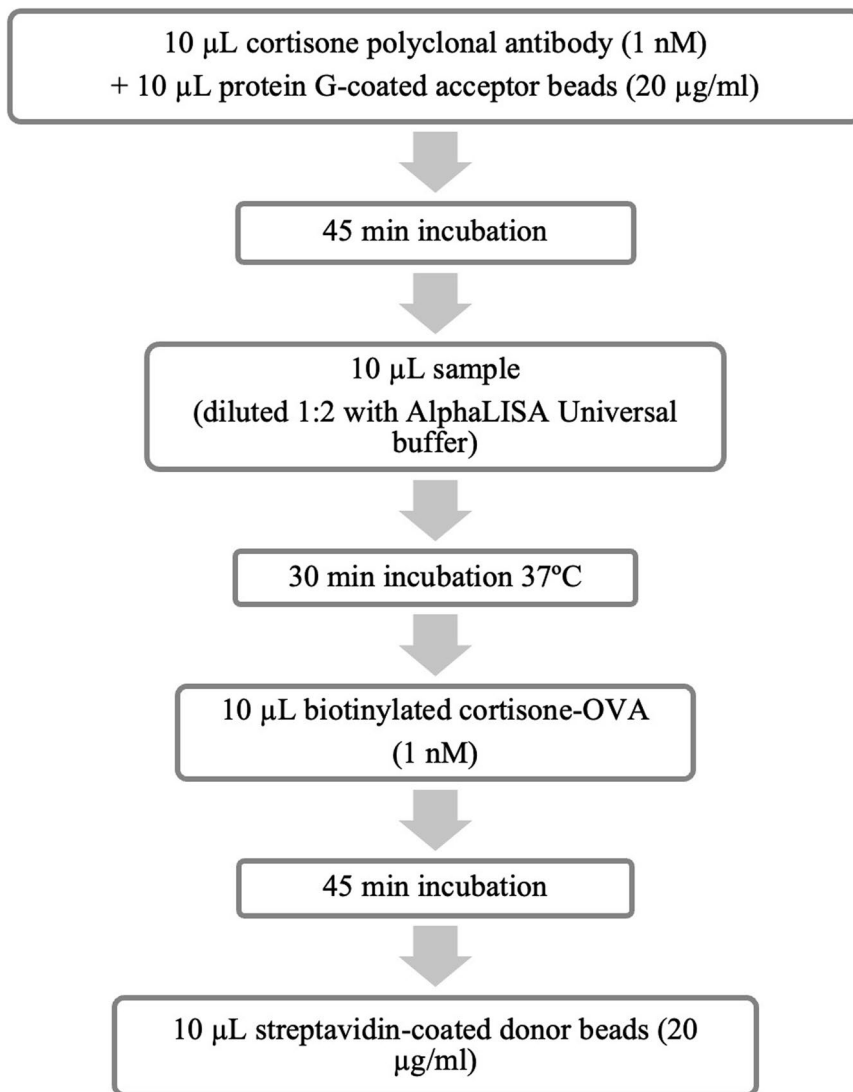 10 µL cortisone polyclonal antibody (1 nM)
+ 10 µL protein G-coated acceptor beads (20 µg/ml)
45 min incubation
10 µL sample
(diluted 1:2 with AlphaLISA Universal
buffer)
30 min incubation 37ºC
10 µL biotinylated cortisone-OVA
(1 nM)
45 min incubation
10 µL streptavidin-coated donor beads (20
µg/ml)